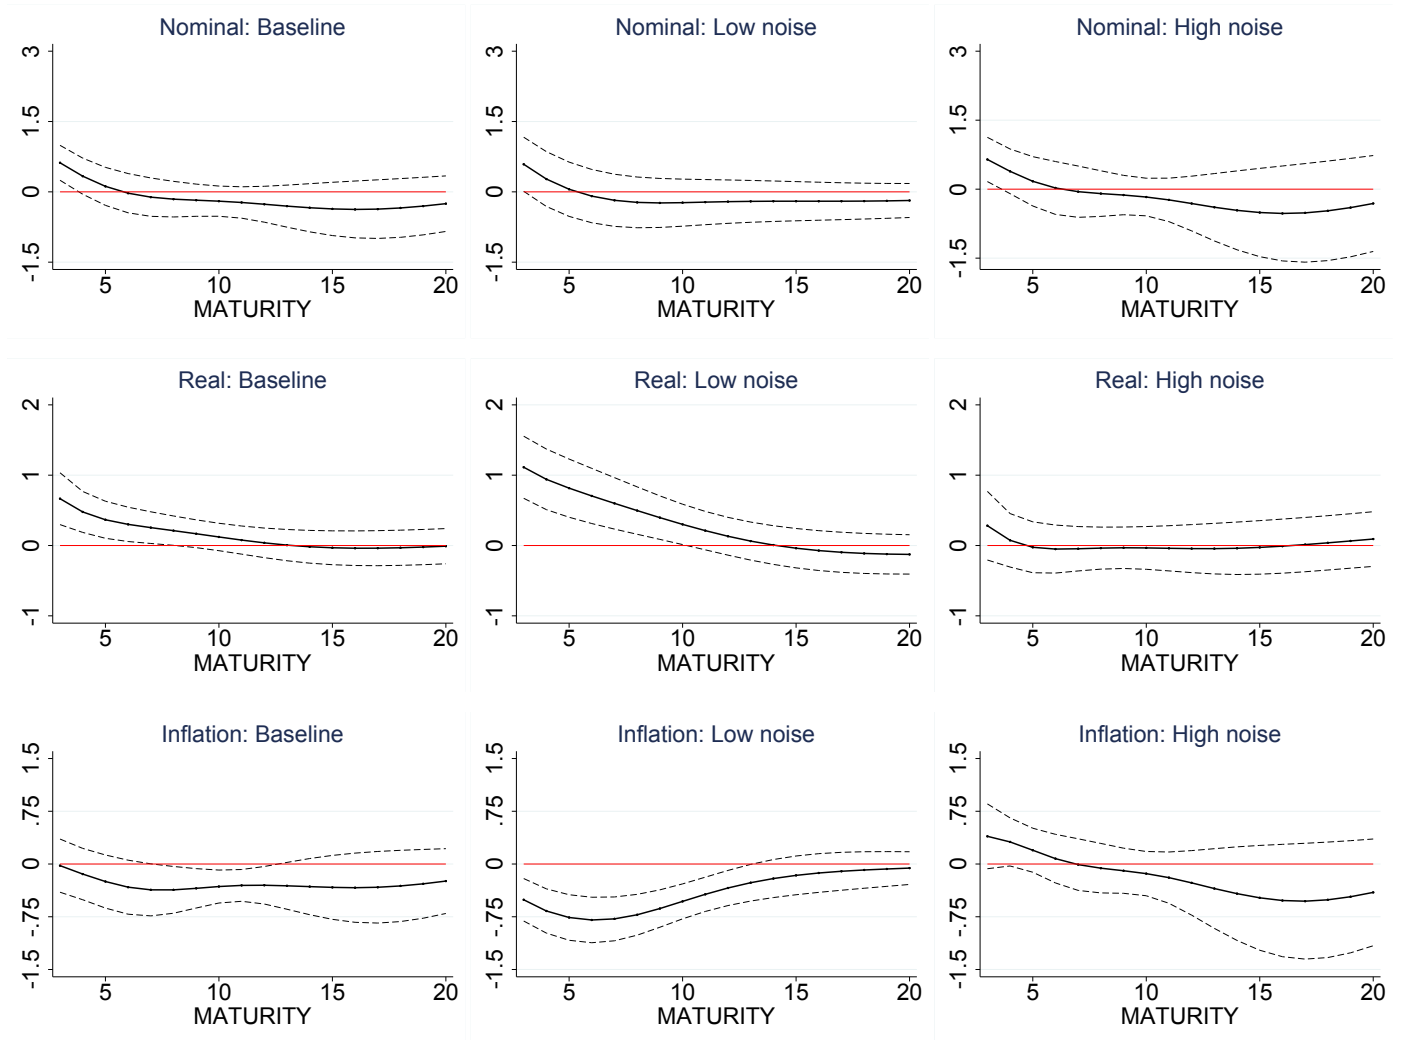 Nominal: Baseline
3
1.5
0
-1.5
5 10 15 20
MATURITY
Nominal: Low noise
3
1.5
0
-1.5
5 10 15 20
MATURITY
Nominal: High noise
3
1.5
0
-1.5
5 10 15 20
MATURITY
Real: Baseline
2
1
0
-1
5 10 15 20
MATURITY
Real: Low noise
2
1
0
-1
5 10 15 20
MATURITY
Real: High noise
2
1
0
-1
5 10 15 20
MATURITY
Inflation: Baseline
1.5
.75
0
-.75
-1.5
5 10 15 20
MATURITY
Inflation: Low noise
1.5
.75
0
-.75
-1.5
5 10 15 20
MATURITY
Inflation: High noise
1.5
.75
0
-.75
-1.5
5 10 15 20
MATURITY